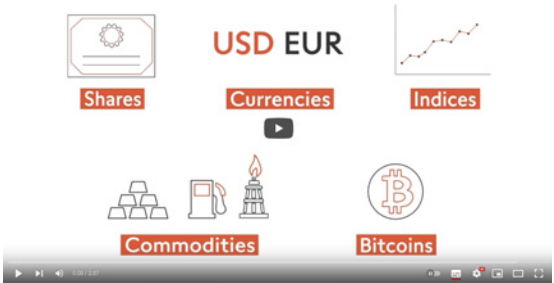 USD EUR
Shares
Currencies
Indices
Commodities
Bitcoins